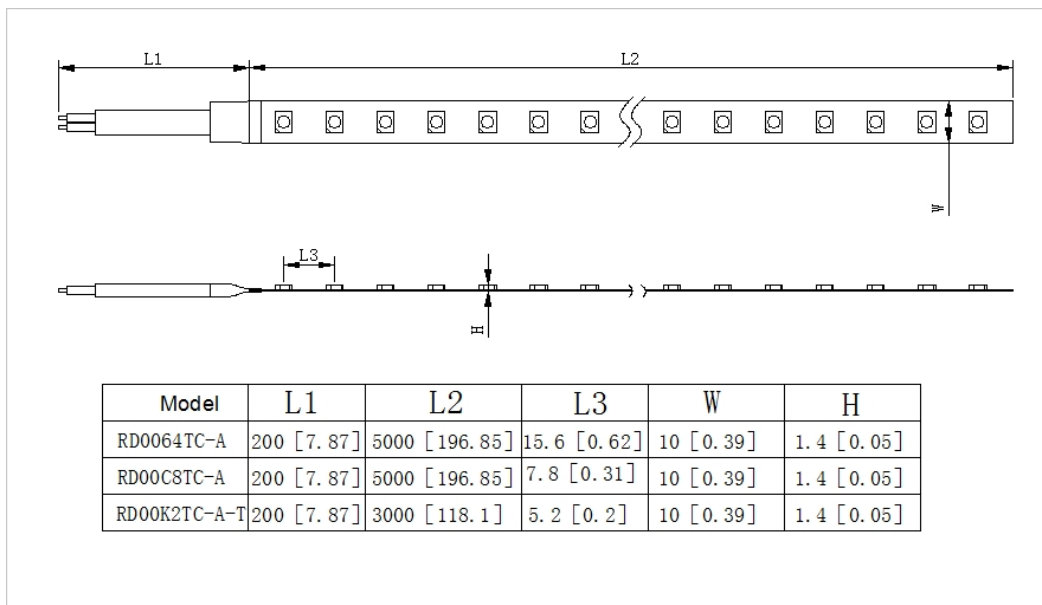 L1
L2
W
L3
H
Model L1 L2 L3 W H
RD0064TC-A 200 [7.87] 5000 [196.85] 15.6 [0.62] 10 [0.39] 1.4 [0.05]
RD00C8TC-A 200 [7.87] 5000 [196.85] 7.8 [0.31] 10 [0.39] 1.4 [0.05]
RD00K2TC-A-T 200 [7.87] 3000 [118.1] 5.2 [0.2] 10 [0.39] 1.4 [0.05]